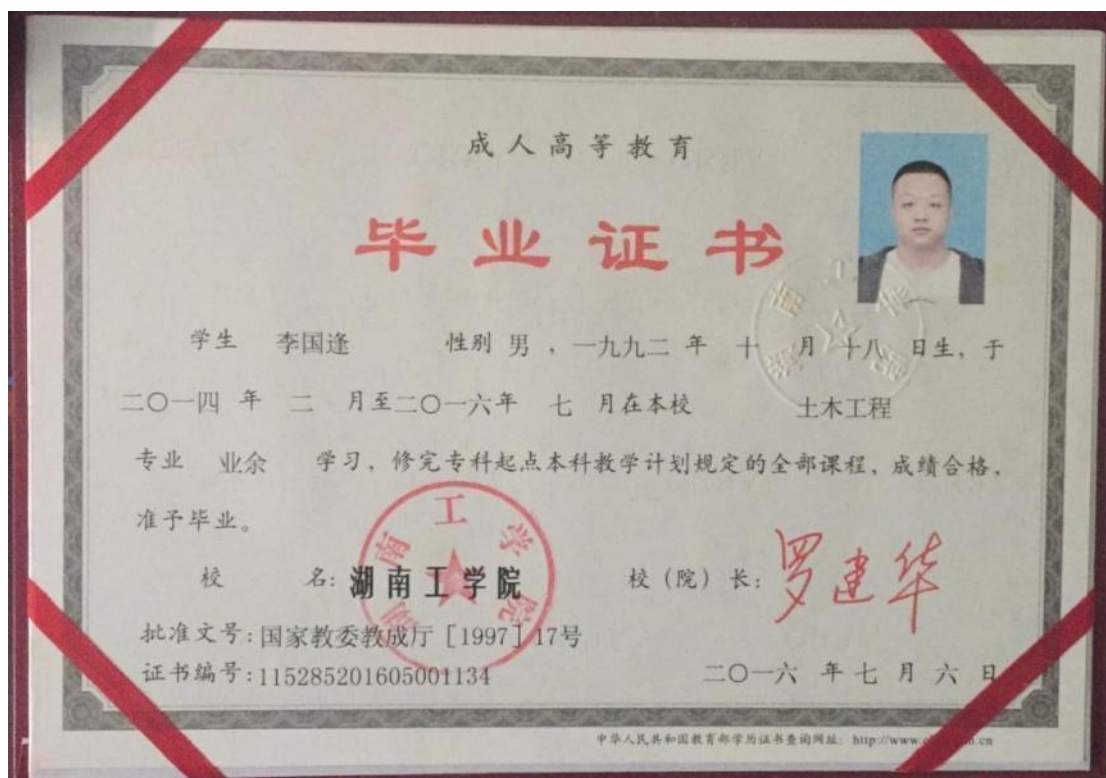 成人高等教育
毕业证书
学生 李国逢 性别 男 ，一九九二 年 十 月 十八 日生，于
二〇一四 年 二 月至二〇一六年 七 月在本校 土木工程
专业 业余 学习，修完专科起点本科教学计划规定的全部课程，成绩合格，
准予毕业。
校 名：湖南工学院 校（院）长：罗建华
湖南工学院
批准文号：国家教委教成厅［1997］17号
证书编号：115285201605001134 二〇一六 年 七 月 六 日
中华人民共和国教育部学历证书查询网址：http://www.